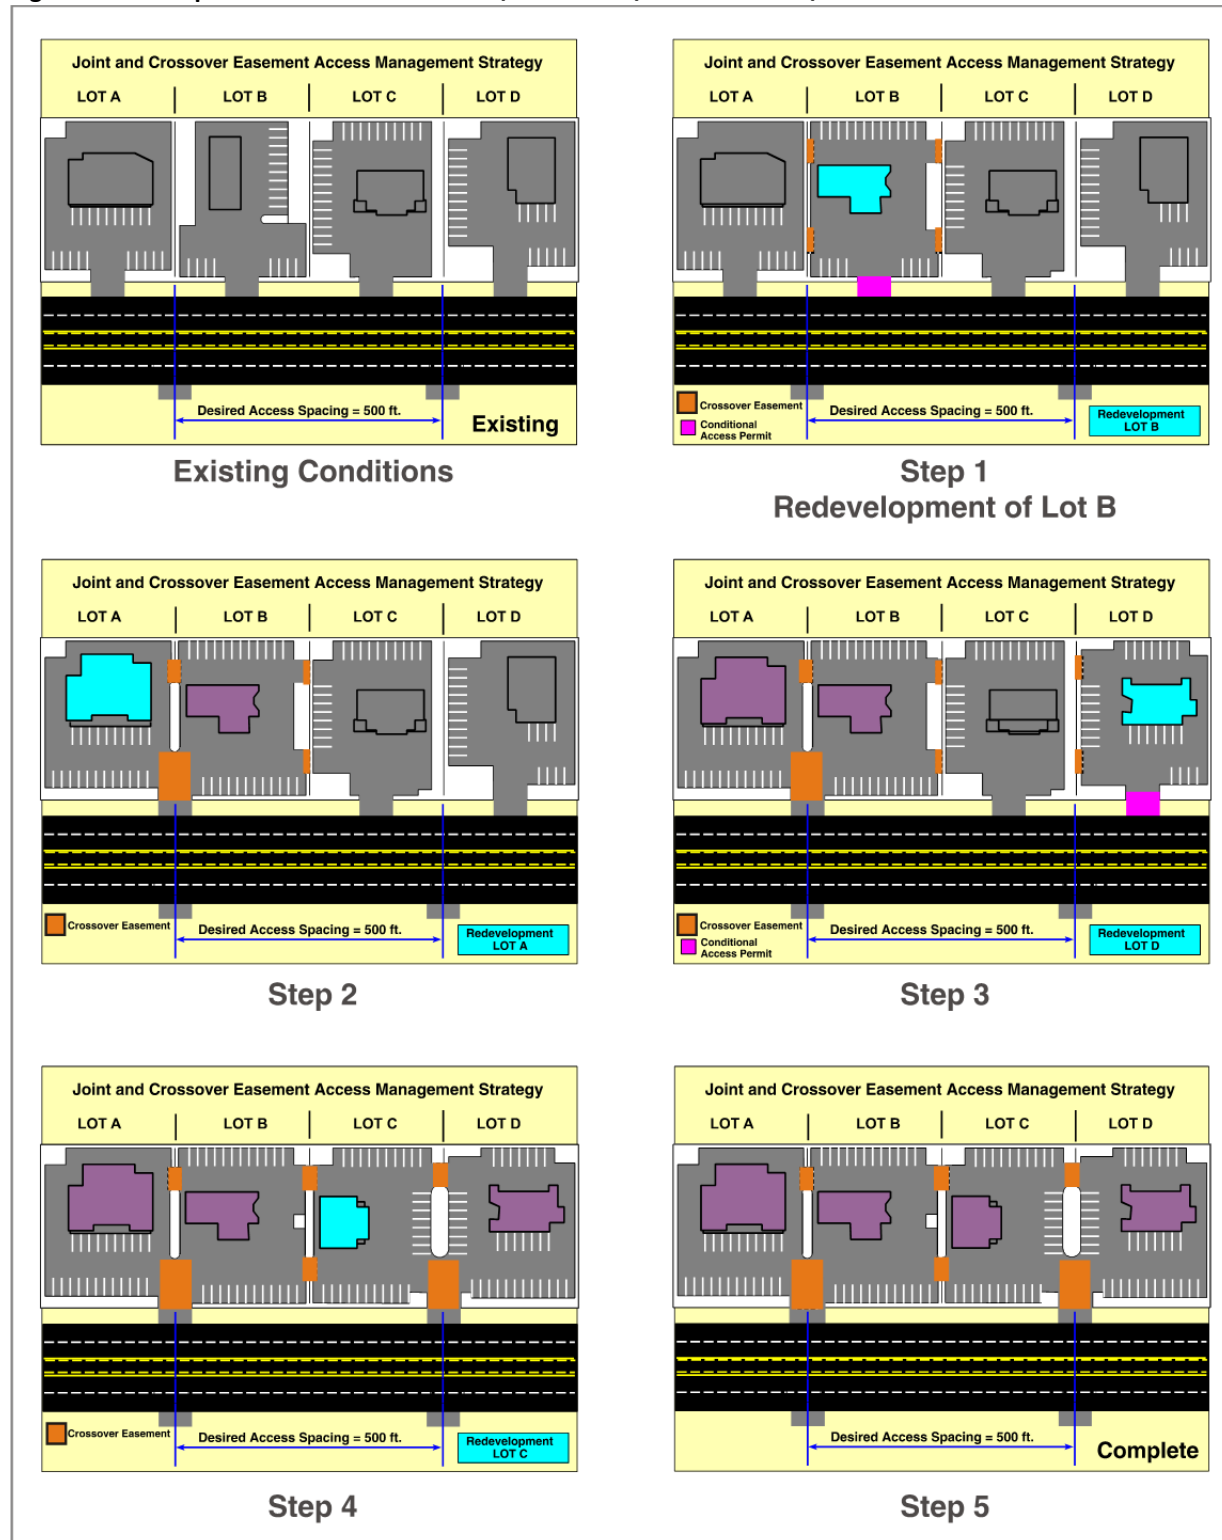 Joint and Crossover Easement Access Management Strategy
LOT A LOT B LOT C LOT D
Desired Access Spacing = 500 ft.
Existing
Existing Conditions
Joint and Crossover Easement Access Management Strategy
LOT A LOT B LOT C LOT D
Crossover Easement
Conditional
Access Permit
Desired Access Spacing = 500 ft.
Redevelopment
LOT B
Step 1
Redevelopment of Lot B
Joint and Crossover Easement Access Management Strategy
LOT A LOT B LOT C LOT D
Crossover Easement
Desired Access Spacing = 500 ft.
Redevelopment
LOT A
Step 2
Joint and Crossover Easement Access Management Strategy
LOT A LOT B LOT C LOT D
Crossover Easement
Conditional
Access Permit
Desired Access Spacing = 500 ft.
Redevelopment
LOT D
Step 3
Joint and Crossover Easement Access Management Strategy
LOT A LOT B LOT C LOT D
Crossover Easement
Desired Access Spacing = 500 ft.
Redevelopment
LOT C
Step 4
Joint and Crossover Easement Access Management Strategy
LOT A LOT B LOT C LOT D
Desired Access Spacing = 500 ft.
Complete
Step 5